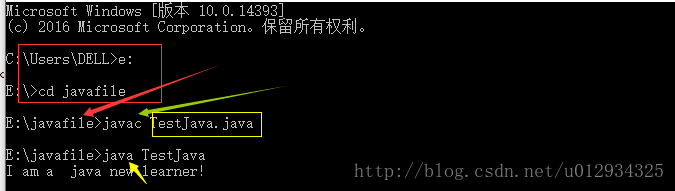 Microsoft Windows [版本 10.0.14393]
(c) 2016 Microsoft Corporation。保留所有权利。
C:\Users\DELL>e:
E:\>cd javafile
E:\javafile>javac TestJava.java
E:\javafile>java TestJava
I am a  java new learner!
http://blog.csdn.net/u012934325